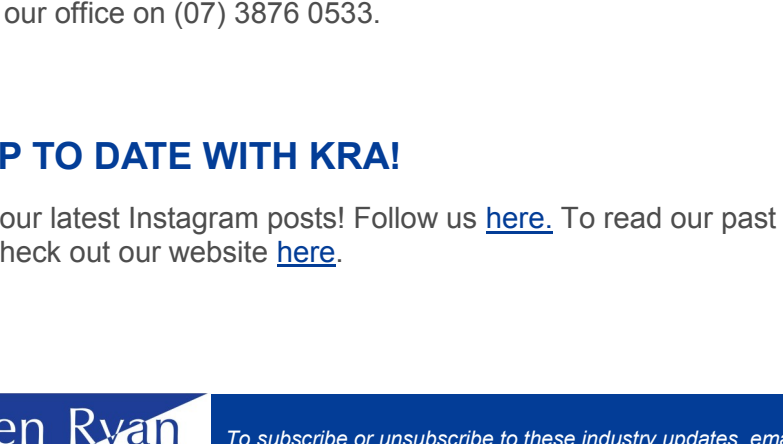 our office on (07) 3876 0533.
P TO DATE WITH KRA!
our latest Instagram posts! Follow us here. To read our past
heck out our website here.
en Ryan
To subscribe or unsubscribe to these industry updates, ema